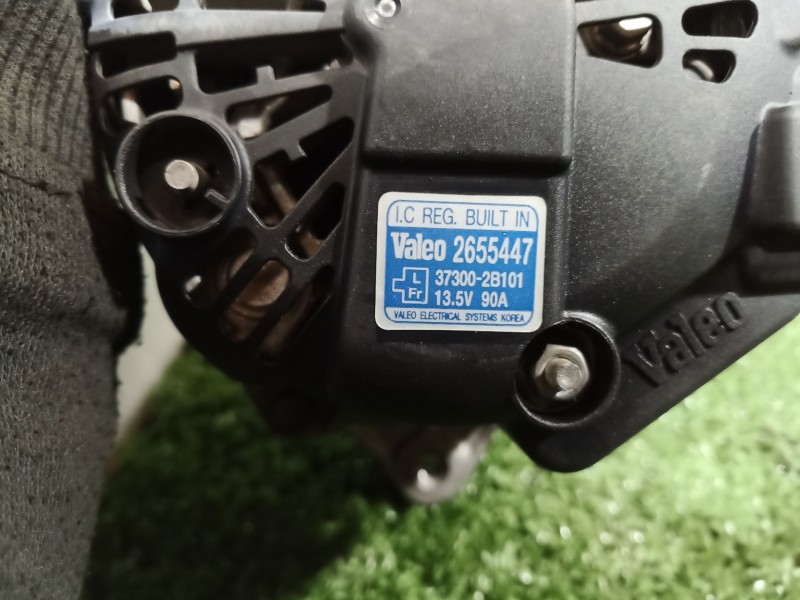 I.C REG. BUILT IN
Valeo 2655447
L 37300-2B101
Fr 13.5V 90A
VALEO ELECTRICAL SYSTEMS KOREA
Valeo